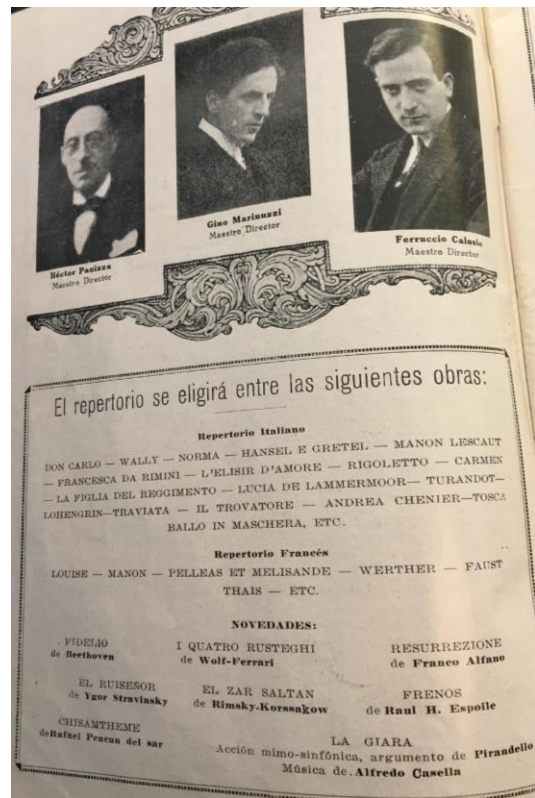 Héctor Panizza
Maestro Director
Gino Marinuzzi
Maestro Director
Ferruccio Calusio
Maestro Director
El repertorio se eligirá entre las siguientes obras:
Repertorio Italiano
DON CARLO — WALLY — NORMA — HANSEL E GRETEL — MANON LESCAUT
— FRANCESCA DA RIMINI — L'ELISIR D'AMORE — RIGOLETTO — CARMEN
— LA FIGLIA DEL REGGIMENTO — LUCIA DE LAMMERMOOR— TURANDOT—
LOHENGRIN—TRAVIATA — IL TROVATORE — ANDREA CHENIER—TOSCA
BALLO IN MASCHERA, ETC.
Repertorio Francés
LOUISE — MANON — PELLEAS ET MELISANDE — WERTHER — FAUST
THAIS — ETC.
NOVEDADES:
FIDELIO
de Beethoven
I QUATRO RUSTEGHI
de Wolf-Ferrari
RESURREZIONE
de Franco Alfano
EL RUISEÑOR
de Ygor Stravinsky
EL ZAR SALTAN
de Rimsky-Korssakow
FRENOS
de Raul H. Espoile
CHISAMTHEME
deRafael Peacan del sar
LA GIARA
Acción mimo-sinfónica, argumento de Pirandello
Música de.Alfredo Casella